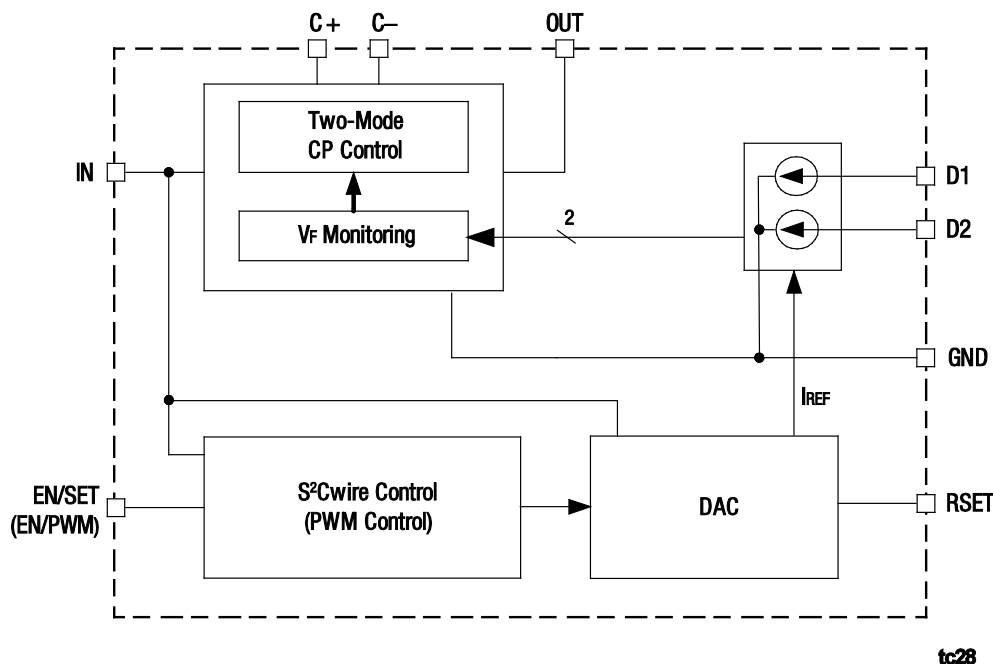 C+
C–
OUT
Two-Mode
CP Control
IN
D1
VF Monitoring
2
D2
GND
IREF
EN/SET
(EN/PWM)
S²Cwire Control
(PWM Control)
DAC
RSET
tc28